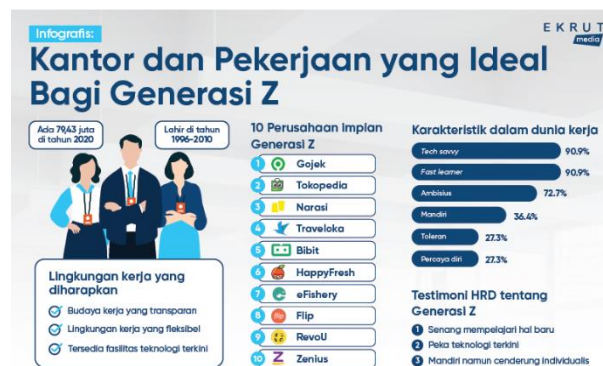 EKRUT
media
Infografis:
Kantor dan Pekerjaan yang Ideal
Bagi Generasi Z
Ada 79,43 juta
di tahun 2020
Lahir di tahun
1996-2010
Lingkungan kerja yang
diharapkan
Budaya kerja yang transparan
Lingkungan kerja yang fleksibel
Tersedia fasilitas teknologi terkini
10 Perusahaan Impian
Generasi Z
1 Gojek
2 Tokopedia
3 Narasi
4 Traveloka
5 Bibit
6 HappyFresh
7 eFishery
8 flip Flip
9 RevoU
10 Zenius
Karakteristik dalam dunia kerja
Tech savvy 90.9%
Fast learner 90.9%
Ambisius 72.7%
Mandiri 36.4%
Toleran 27.3%
Percaya diri 27.3%
Testimoni HRD tentang
Generasi Z
1 Senang mempelajari hal baru
2 Peka teknologi terkini
3 Mandiri namun cenderung individualis